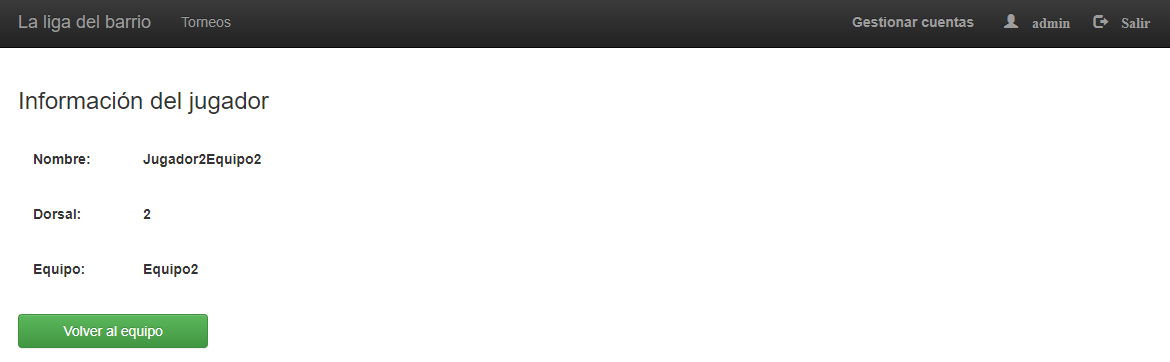 La liga del barrio Torneos Gestionar cuentas admin Salir
Información del jugador
Nombre: Jugador2Equipo2
Dorsal: 2
Equipo: Equipo2
Volver al equipo